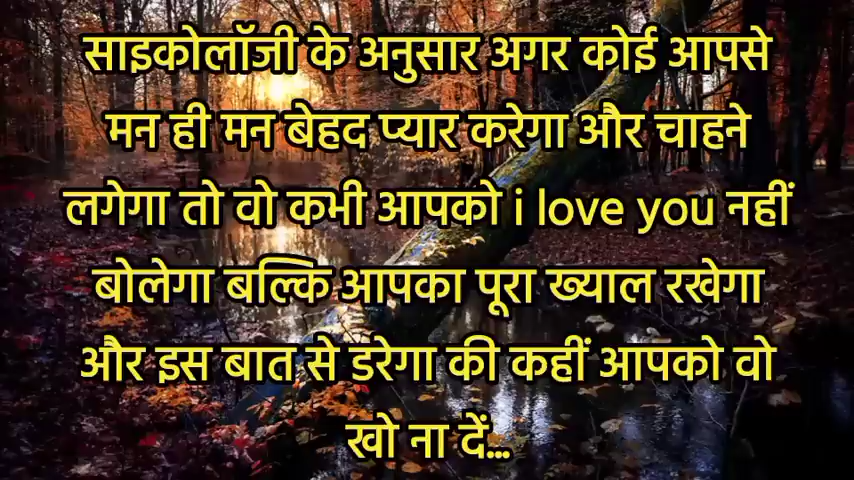 साइकोलॉजी के अनुसार अगर कोई आपसे
मन ही मन बेहद प्यार करेगा और चाहने
लगेगा तो वो कभी आपको i love you नहीं
बोलेगा बल्कि आपका पूरा ख्याल रखेगा
और इस बात से डरेगा की कहीं आपको वो
खो ना दें...